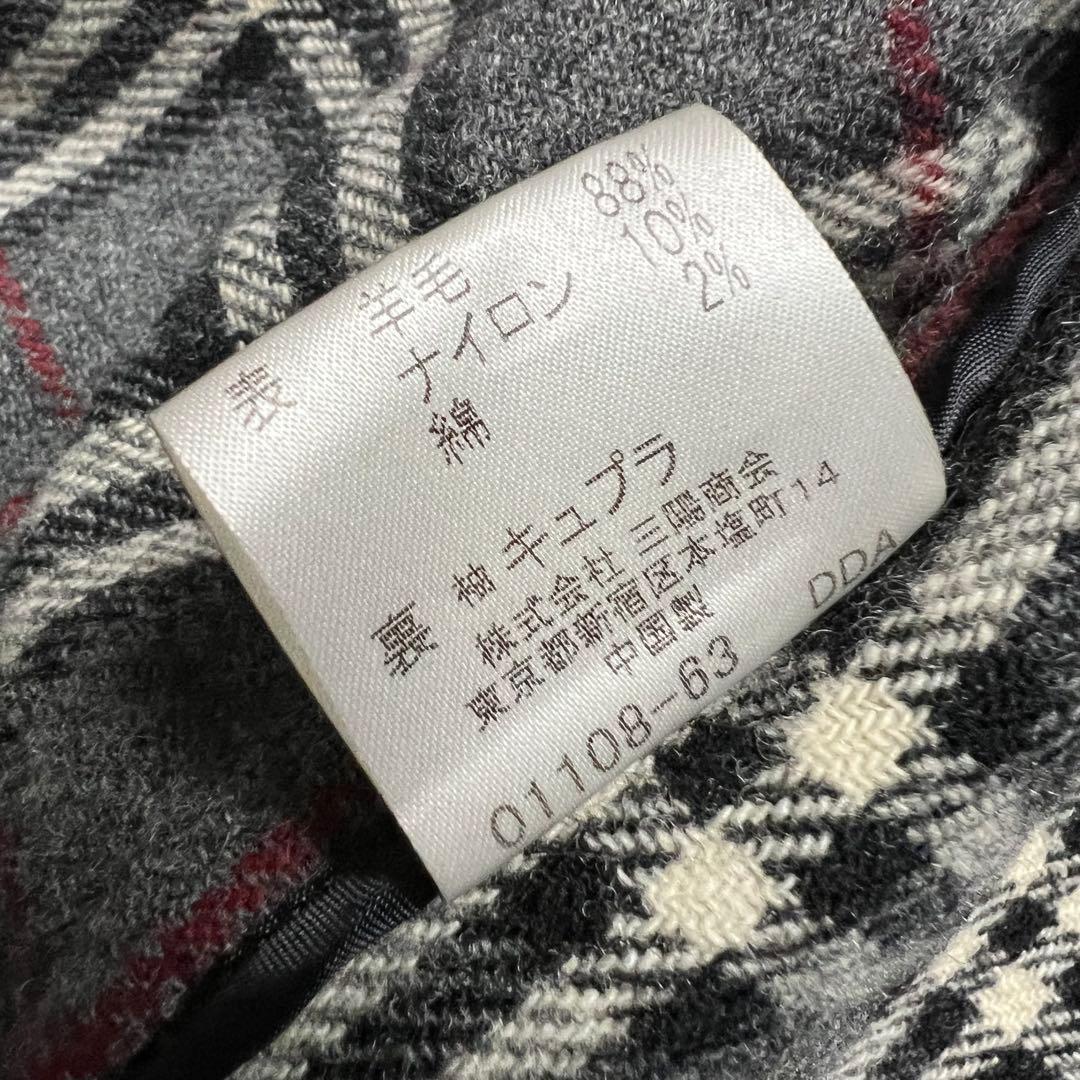 表 羊毛 88%
ナイロン 10%
綿 2%
裏 袖 キュプラ
株式会社 三陽商会
東京都新宿区本塩町14
中国製
01108-63 DDA